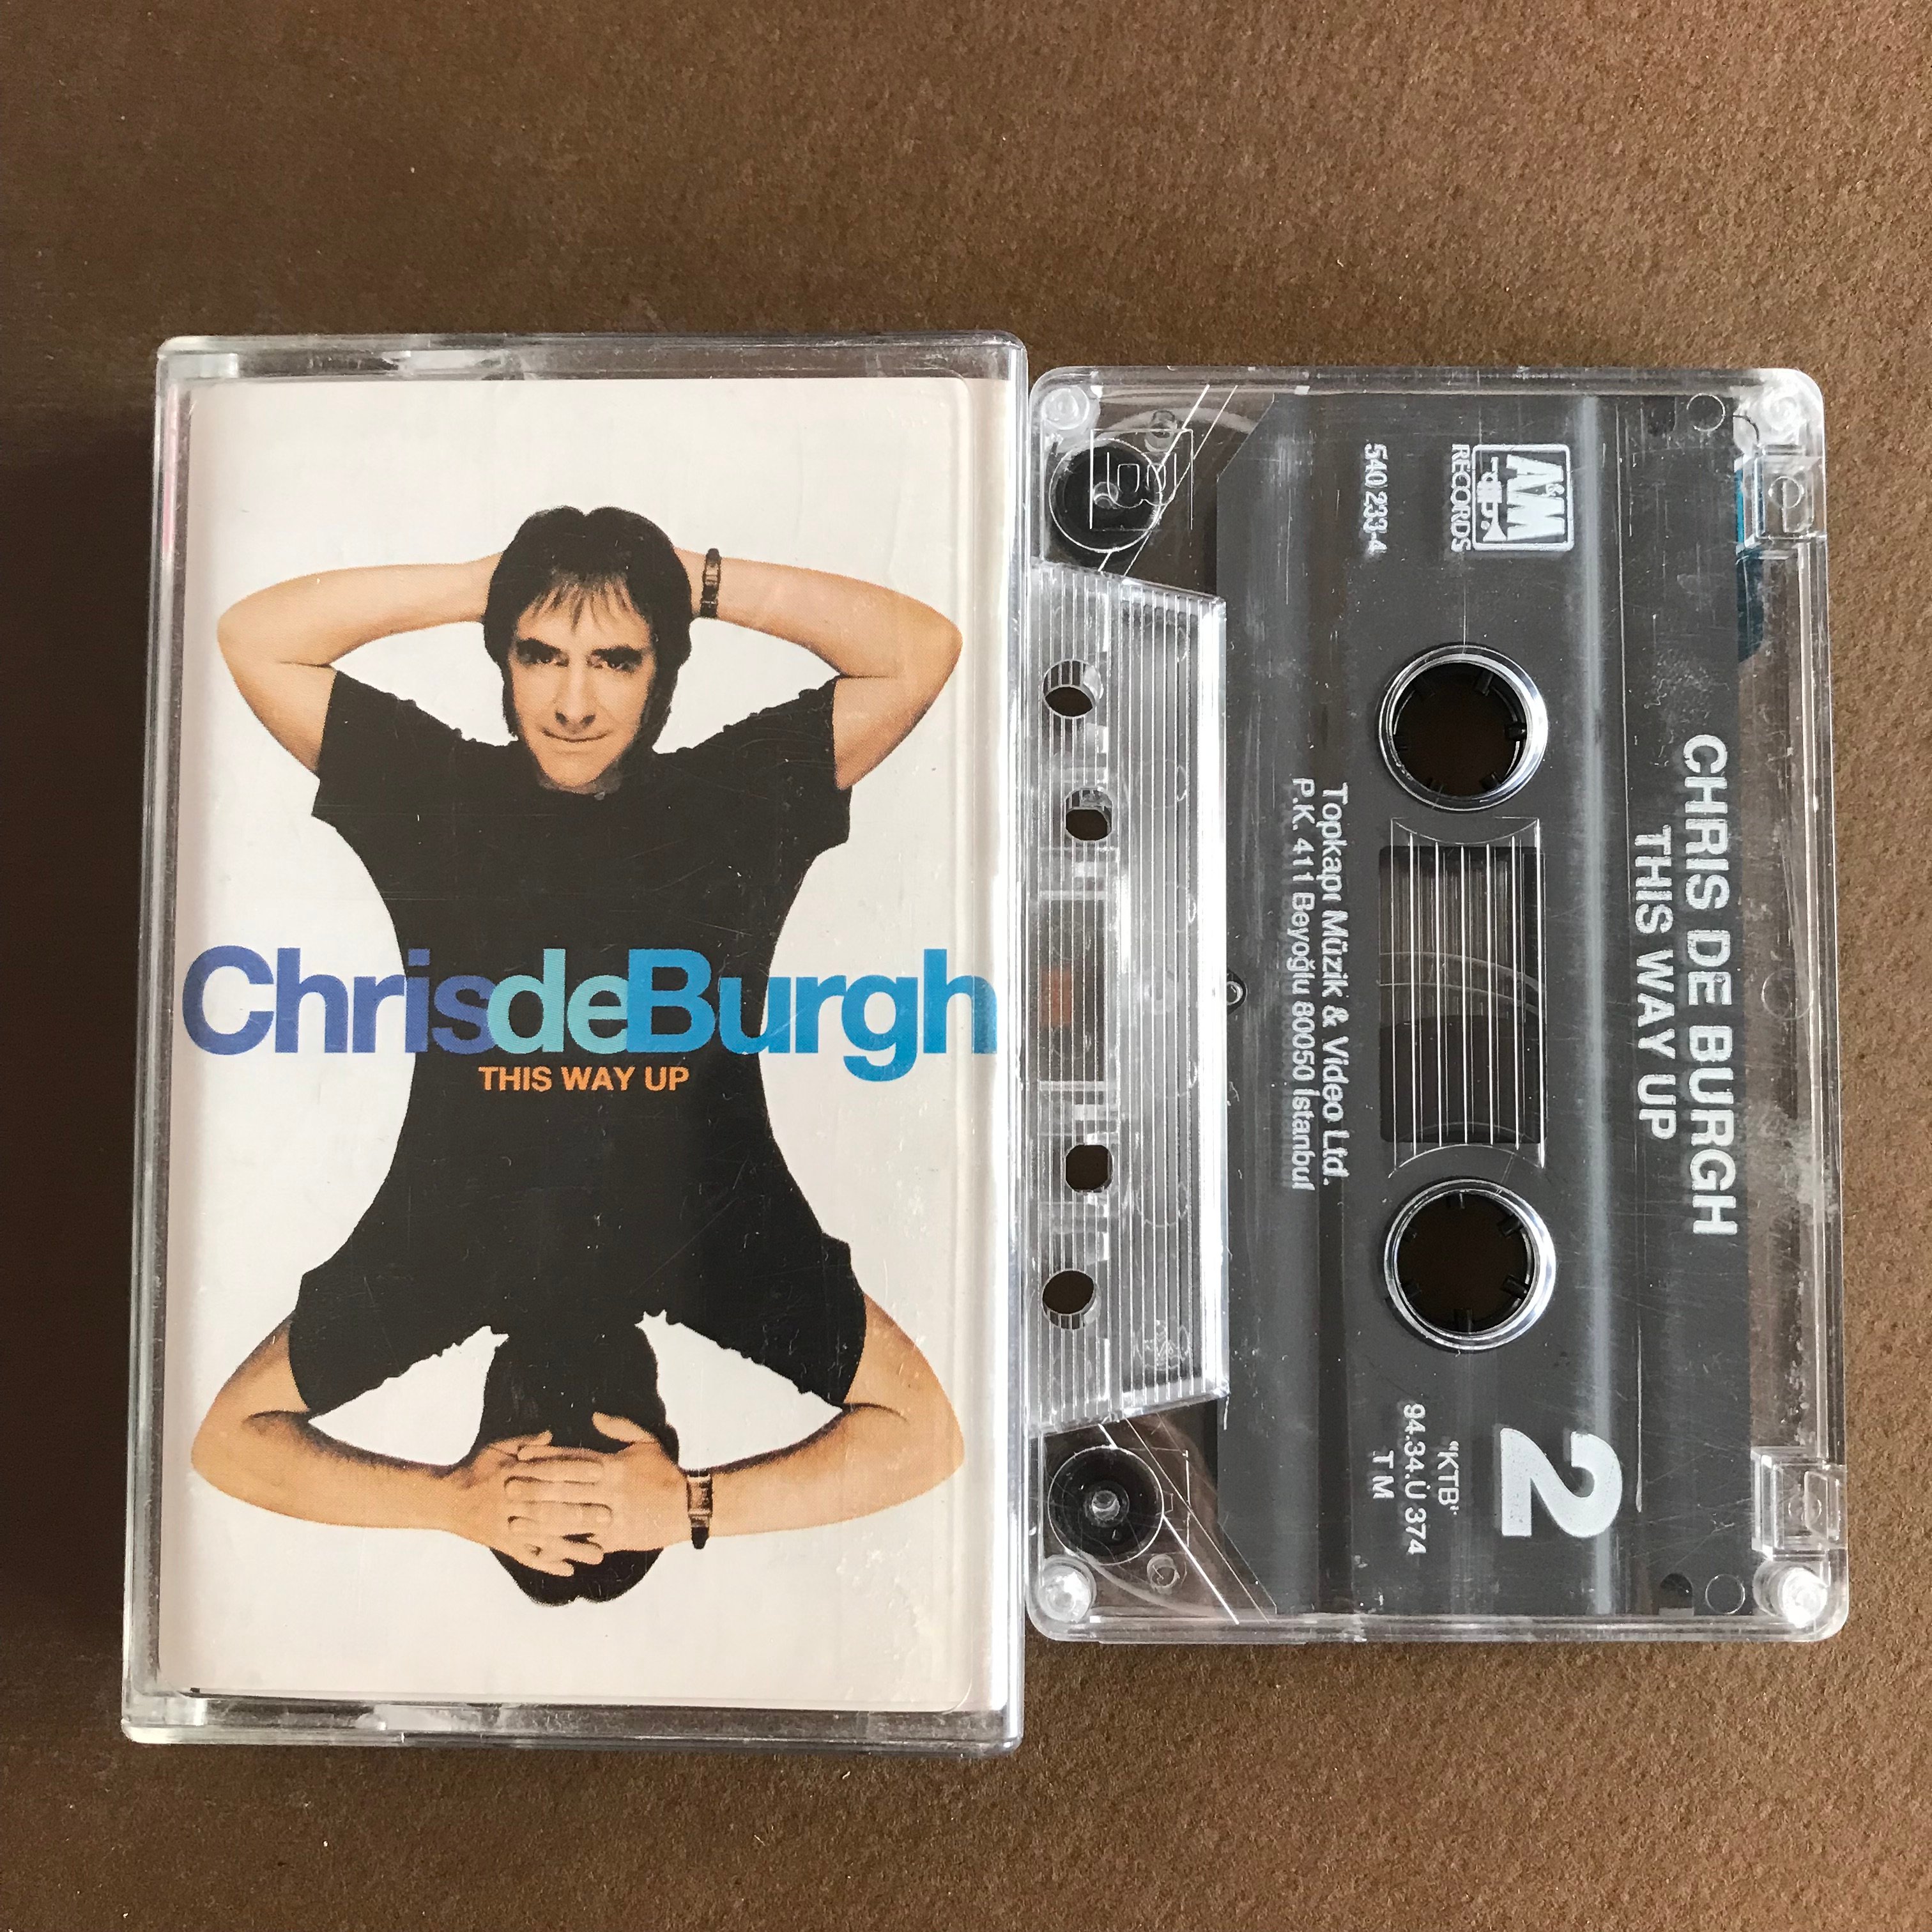 ChrisdeBurgh
THIS WAY UP
CHRIS DE BURGH
THIS WAY UP
A&M
RECORDS
540 233-4
2
"KTB"
94.34.Ü 374
T M
Topkapı Müzik & Video Ltd.
P.K. 411 Beyoğlu 80050 İstanbul